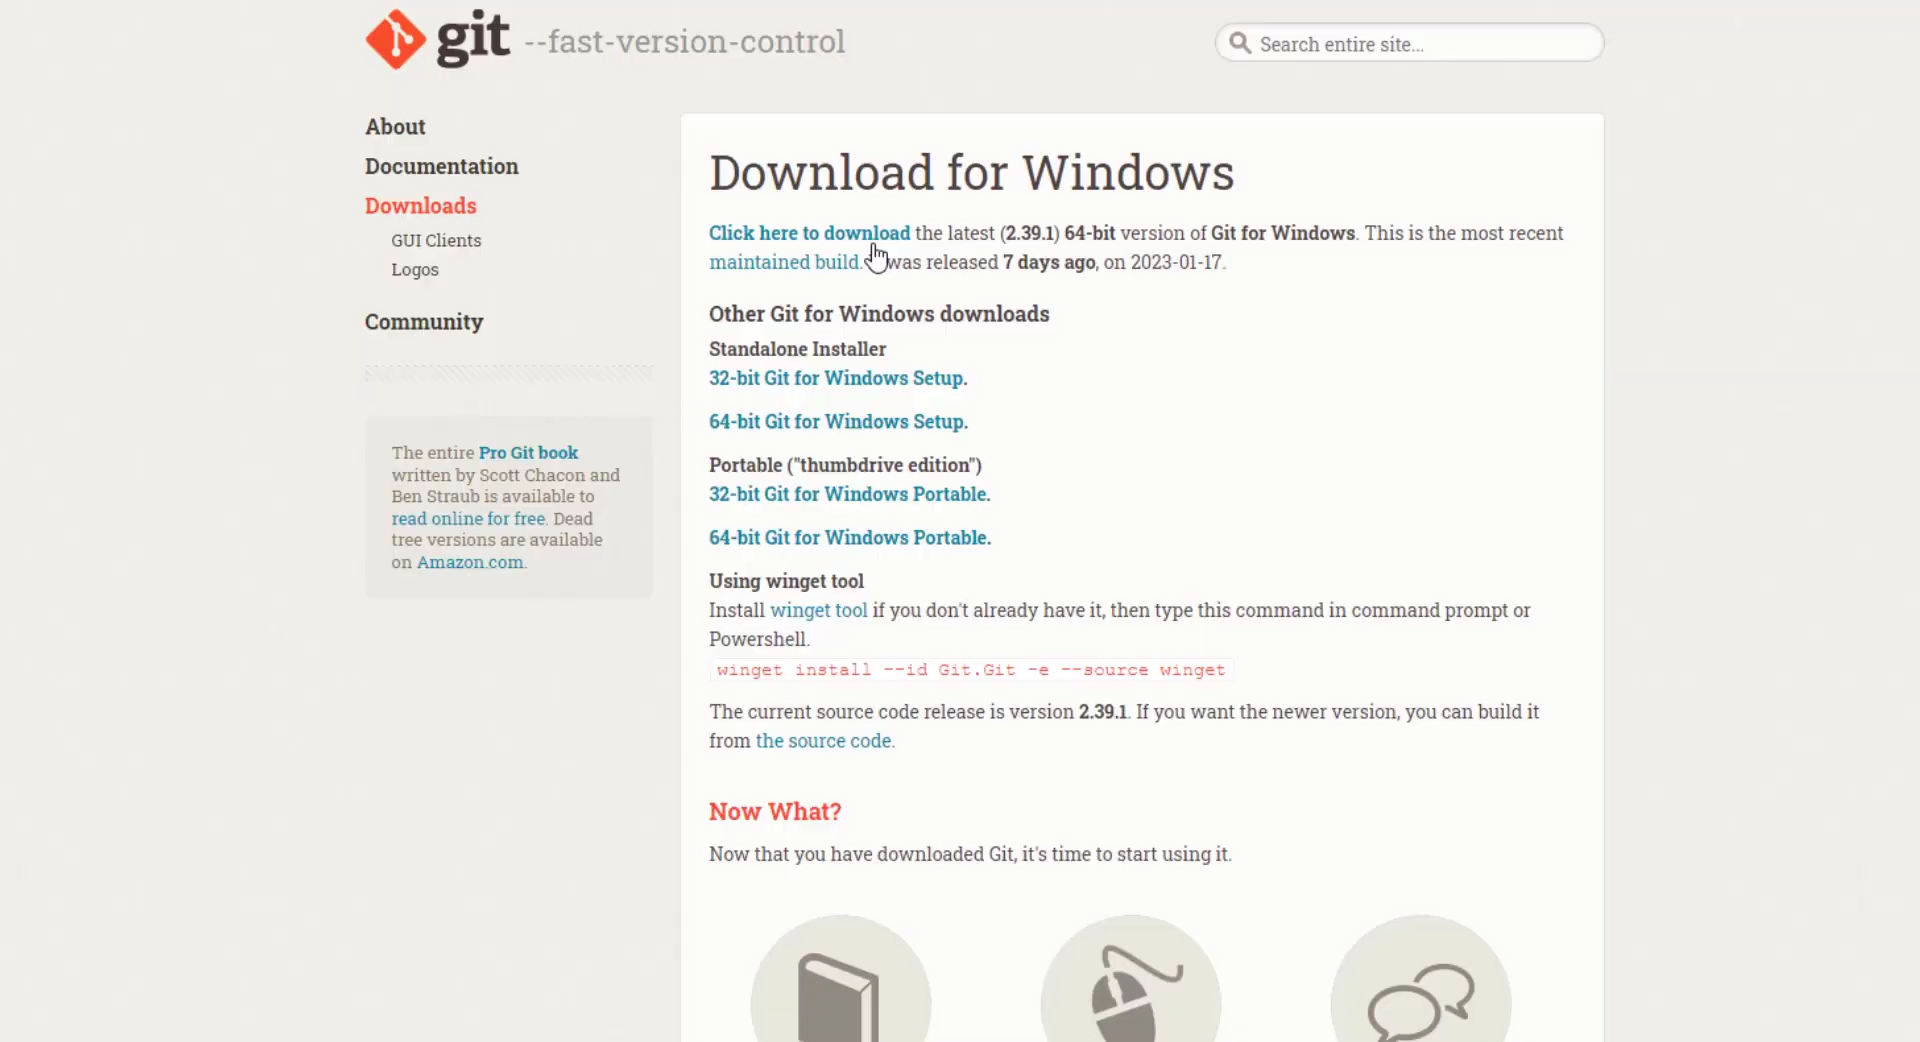 git --fast-version-control
Search entire site...
About
Documentation
Downloads
GUI Clients
Logos
Community
The entire Pro Git book
written by Scott Chacon and
Ben Straub is available to
read online for free. Dead
tree versions are available
on Amazon.com.
Download for Windows
Click here to download the latest (2.39.1) 64-bit version of Git for Windows. This is the most recent
maintained build. was released 7 days ago, on 2023-01-17.
Other Git for Windows downloads
Standalone Installer
32-bit Git for Windows Setup.
64-bit Git for Windows Setup.
Portable ("thumbdrive edition")
32-bit Git for Windows Portable.
64-bit Git for Windows Portable.
Using winget tool
Install winget tool if you don't already have it, then type this command in command prompt or
Powershell.
winget install --id Git.Git -e --source winget
The current source code release is version 2.39.1. If you want the newer version, you can build it
from the source code.
Now What?
Now that you have downloaded Git, it's time to start using it.